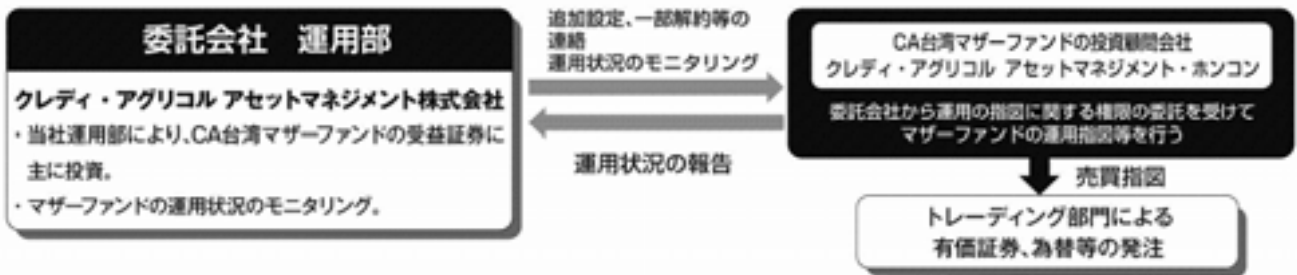 委託会社　運用部
クレディ・アグリコル アセットマネジメント株式会社
・当社運用部により、CA台湾マザーファンドの受益証券に
主に投資。
・マザーファンドの運用状況のモニタリング。
追加設定、一部解約等の
連絡
運用状況のモニタリング
運用状況の報告
CA台湾マザーファンドの投資顧問会社
クレディ・アグリコル アセットマネジメント・ホンコン
委託会社から運用の指図に関する権限の委託を受けて
マザーファンドの運用指図等を行う
売買指図
トレーディング部門による
有価証券、為替等の発注